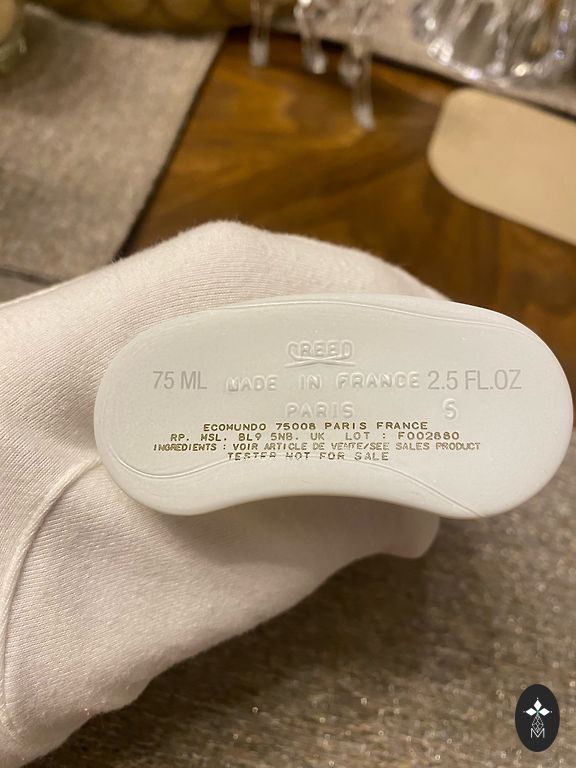 CREED
75 ML MADE IN FRANCE 2.5 FL.OZ
PARIS S
ECOMUNDO 75008 PARIS FRANCE
RP. MSL. BL9 5NB. UK LOT : F002880
INGREDIENTS : VOIR ARTICLE DE VENTE/SEE SALES PRODUCT
TESTER NOT FOR SALE
M